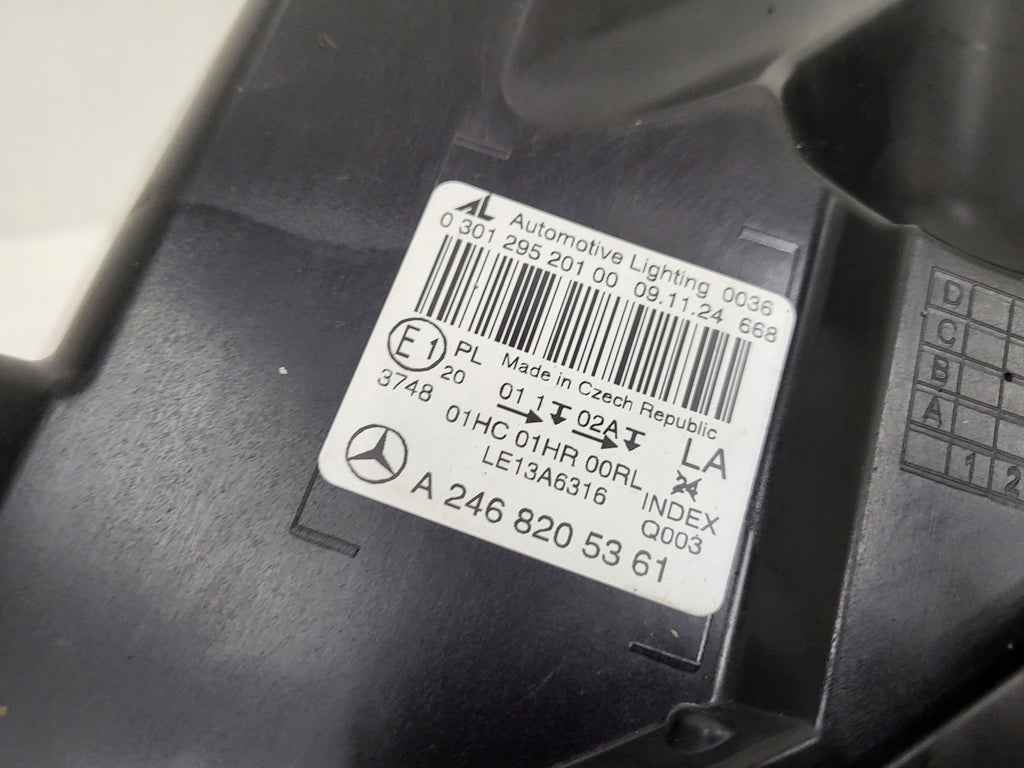 AL Automotive Lighting 0036
0 301 295 201 00 09.11.24 668
E1 PL Made in Czech Republic
20 01 1 02A LA
3748 01HC 01HR 00RL 24
LE13A6316 INDEX
Q003
A 246 820 53 61
D
C
B
A
1 2